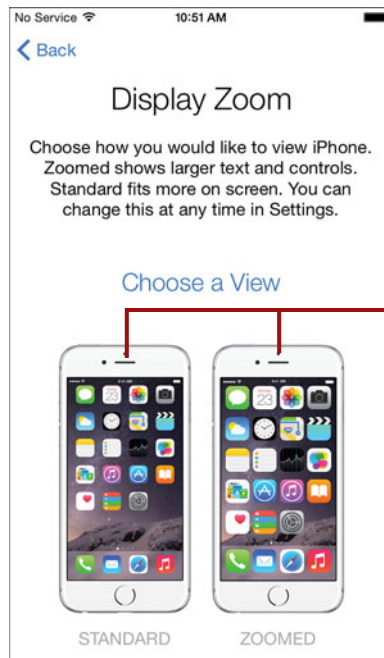 No Service 10:51 AM
Back
Display Zoom
Choose how you would like to view iPhone.
Zoomed shows larger text and controls.
Standard fits more on screen. You can
change this at any time in Settings.
Choose a View
23 23
STANDARD ZOOMED